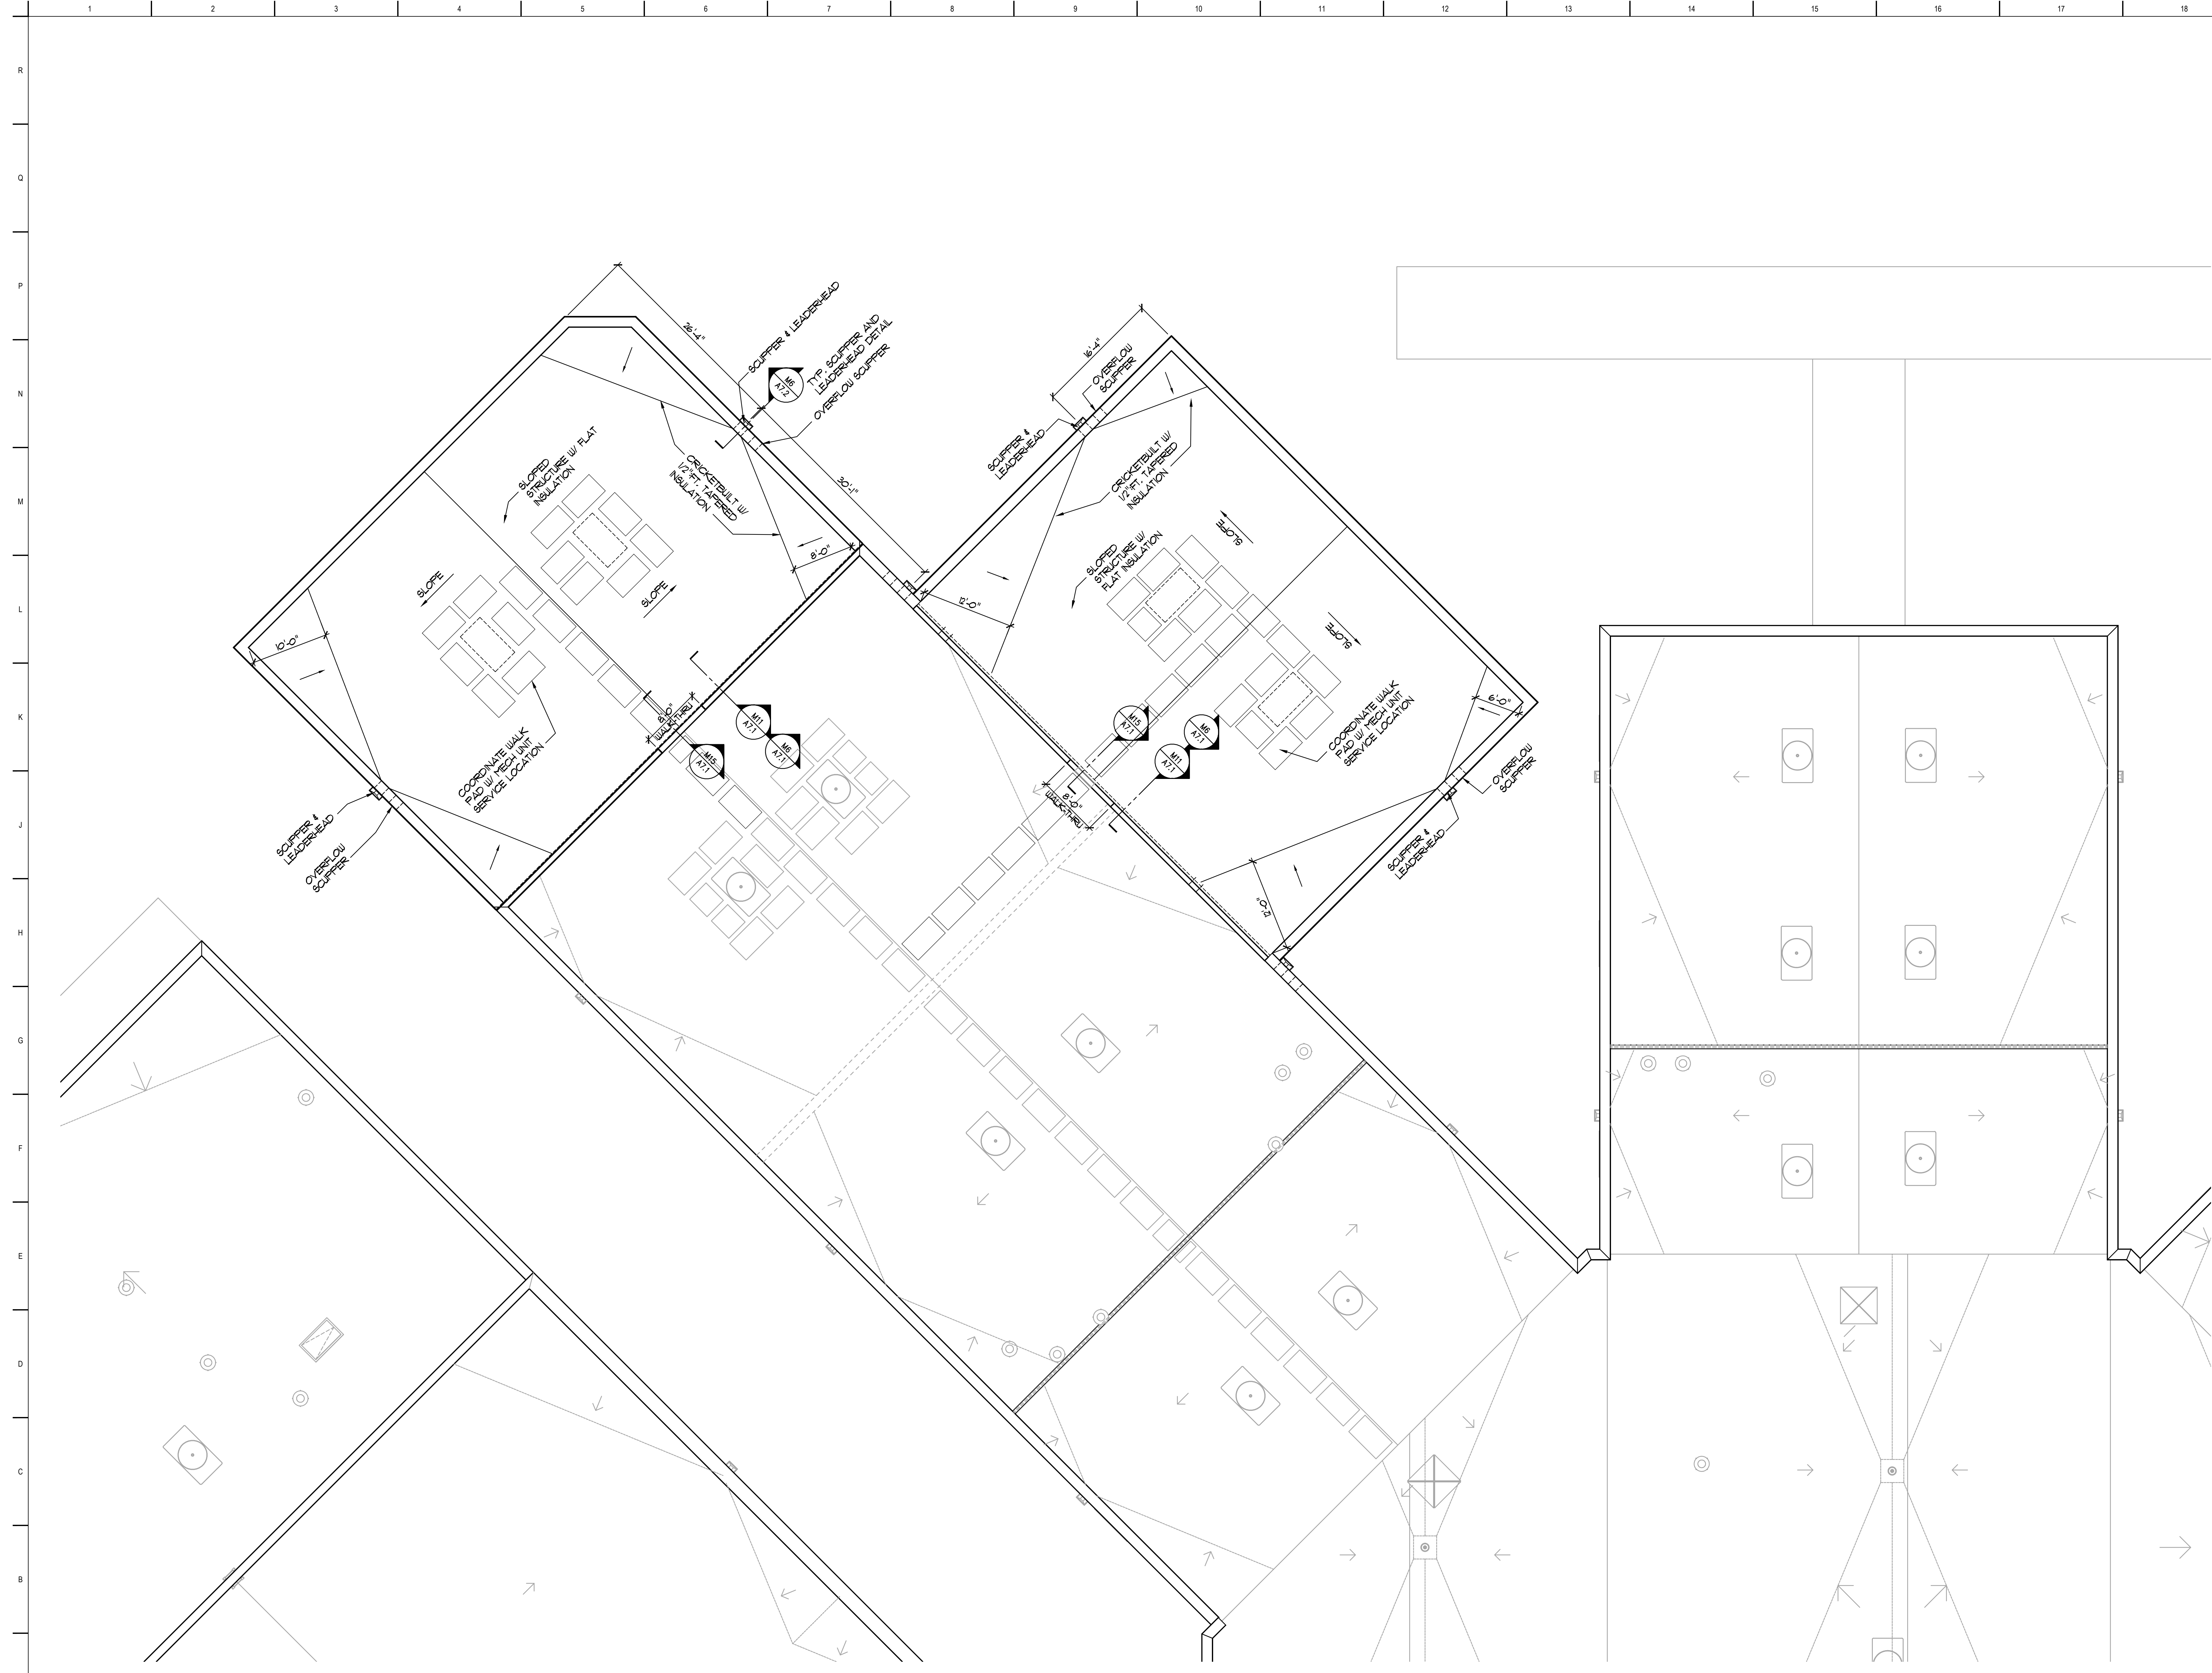 1
2
3
4
5
6
7
8
9
10
11
12
13
14
15
16
17
18
R
Q
P
N
M
L
K
J
H
G
F
E
D
C
B
26'-4"
SCUPPER & LEADERHEAD
M6
A7.2
TYP. SCUPPER AND
LEADERHEAD DETAIL
OVERFLOW SCUPPER
SLOPED
STRUCTURE W/ FLAT
INSULATION
CRICKETBUILT W/
1/2"/FT. TAPERED
INSULATION
30'-1"
8'-0"
SLOPE
SLOPE
10'-0"
8'-0"
WALK-THRU
M11
A7.1
M6
A7.1
M15
A7.1
COORDINATE WALK
PAD W/ MECH UNIT
SERVICE LOCATION
SCUPPER &
LEADERHEAD
OVERFLOW
SCUPPER
16'-4"
OVERFLOW
SCUPPER
SCUPPER &
LEADERHEAD
CRICKETBUILT W/
1/2"/FT. TAPERED
INSULATION
SLOPE
SLOPED
STRUCTURE W/
FLAT INSULATION
12'-0"
SLOPE
6'-0"
COORDINATE WALK
PAD W/ MECH UNIT
SERVICE LOCATION
M15
A7.1
M6
A7.1
M11
A7.1
8'-0"
WALK-THRU
OVERFLOW
SCUPPER
SCUPPER &
LEADERHEAD
12'-0"